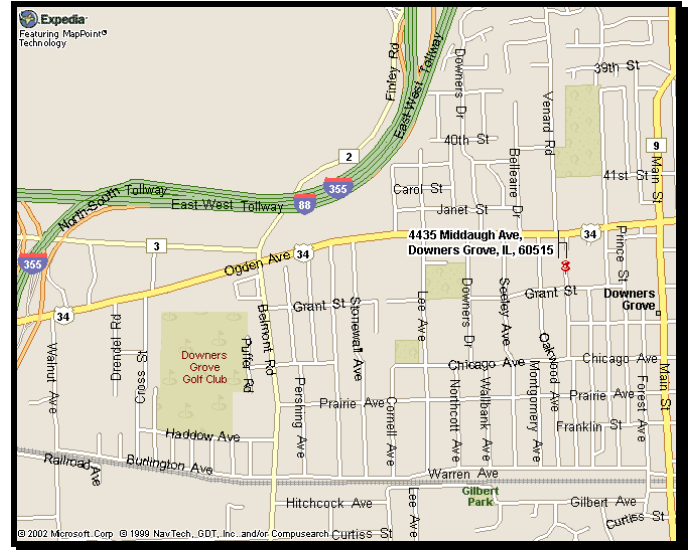 Expedia
Featuring MapPoint®
Technology
Finley Rd
East-West Tollway
Downers Dr
Venard Rd
39th St
40th St
Belleaire Dr
9
2
Main St
41st St
Carol St
355
88
North South Tollway
East West Tollway
Janet St
34
4435 Middaugh Ave,
Downers Grove, IL, 60515
Prince St
3
34
355
Ogden Ave
Grant St
Grant St
Downers
Grove
34
Lee Ave
Downers Dr
Seeley Ave
Stonewall Ave
Belmont Rd
Drendel Rd
Walnut Ave
Cross St
Downers
Grove
Golf Club
Puffer Rd
Oakwood Ave
Chicago Ave
Chicago Ave
Main St
Pershing Ave
Prairie Ave
Cornell Ave
Northcott Ave
Wallbank Ave
Montgomery Ave
Prairie Ave
Forest Ave
Franklin St
Haddow Ave
Railroad Ave
Burlington Ave
Warren Ave
Gilbert
Park
Hitchcock Ave
Lee Ave
Gilbert Ave
Curtiss St
Curtiss St
© 2002 Microsoft Corp © 1999 NavTech, GDT, Inc. and/or Compusearch